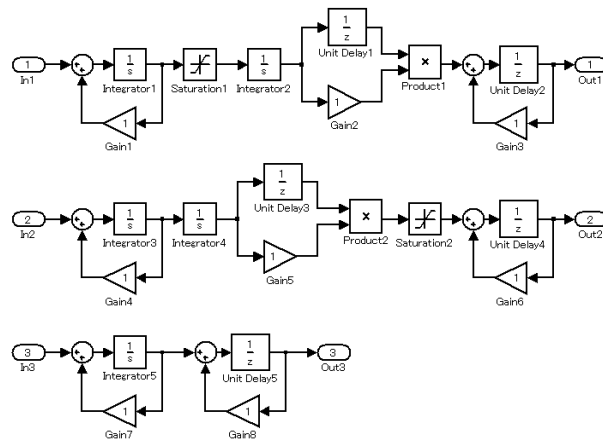 1
In1
1
s
Integrator1
Saturation1
1
s
Integrator2
1
z
Unit Delay1
1
Gain2
×
Product1
1
z
Unit Delay2
1
Out1
1
Gain1
1
Gain3
2
In2
1
s
Integrator3
1
s
Integrator4
1
z
Unit Delay3
1
Gain5
×
Product2
Saturation2
1
z
Unit Delay4
2
Out2
1
Gain4
1
Gain6
3
In3
1
s
Integrator5
1
z
Unit Delay5
3
Out3
1
Gain7
1
Gain8